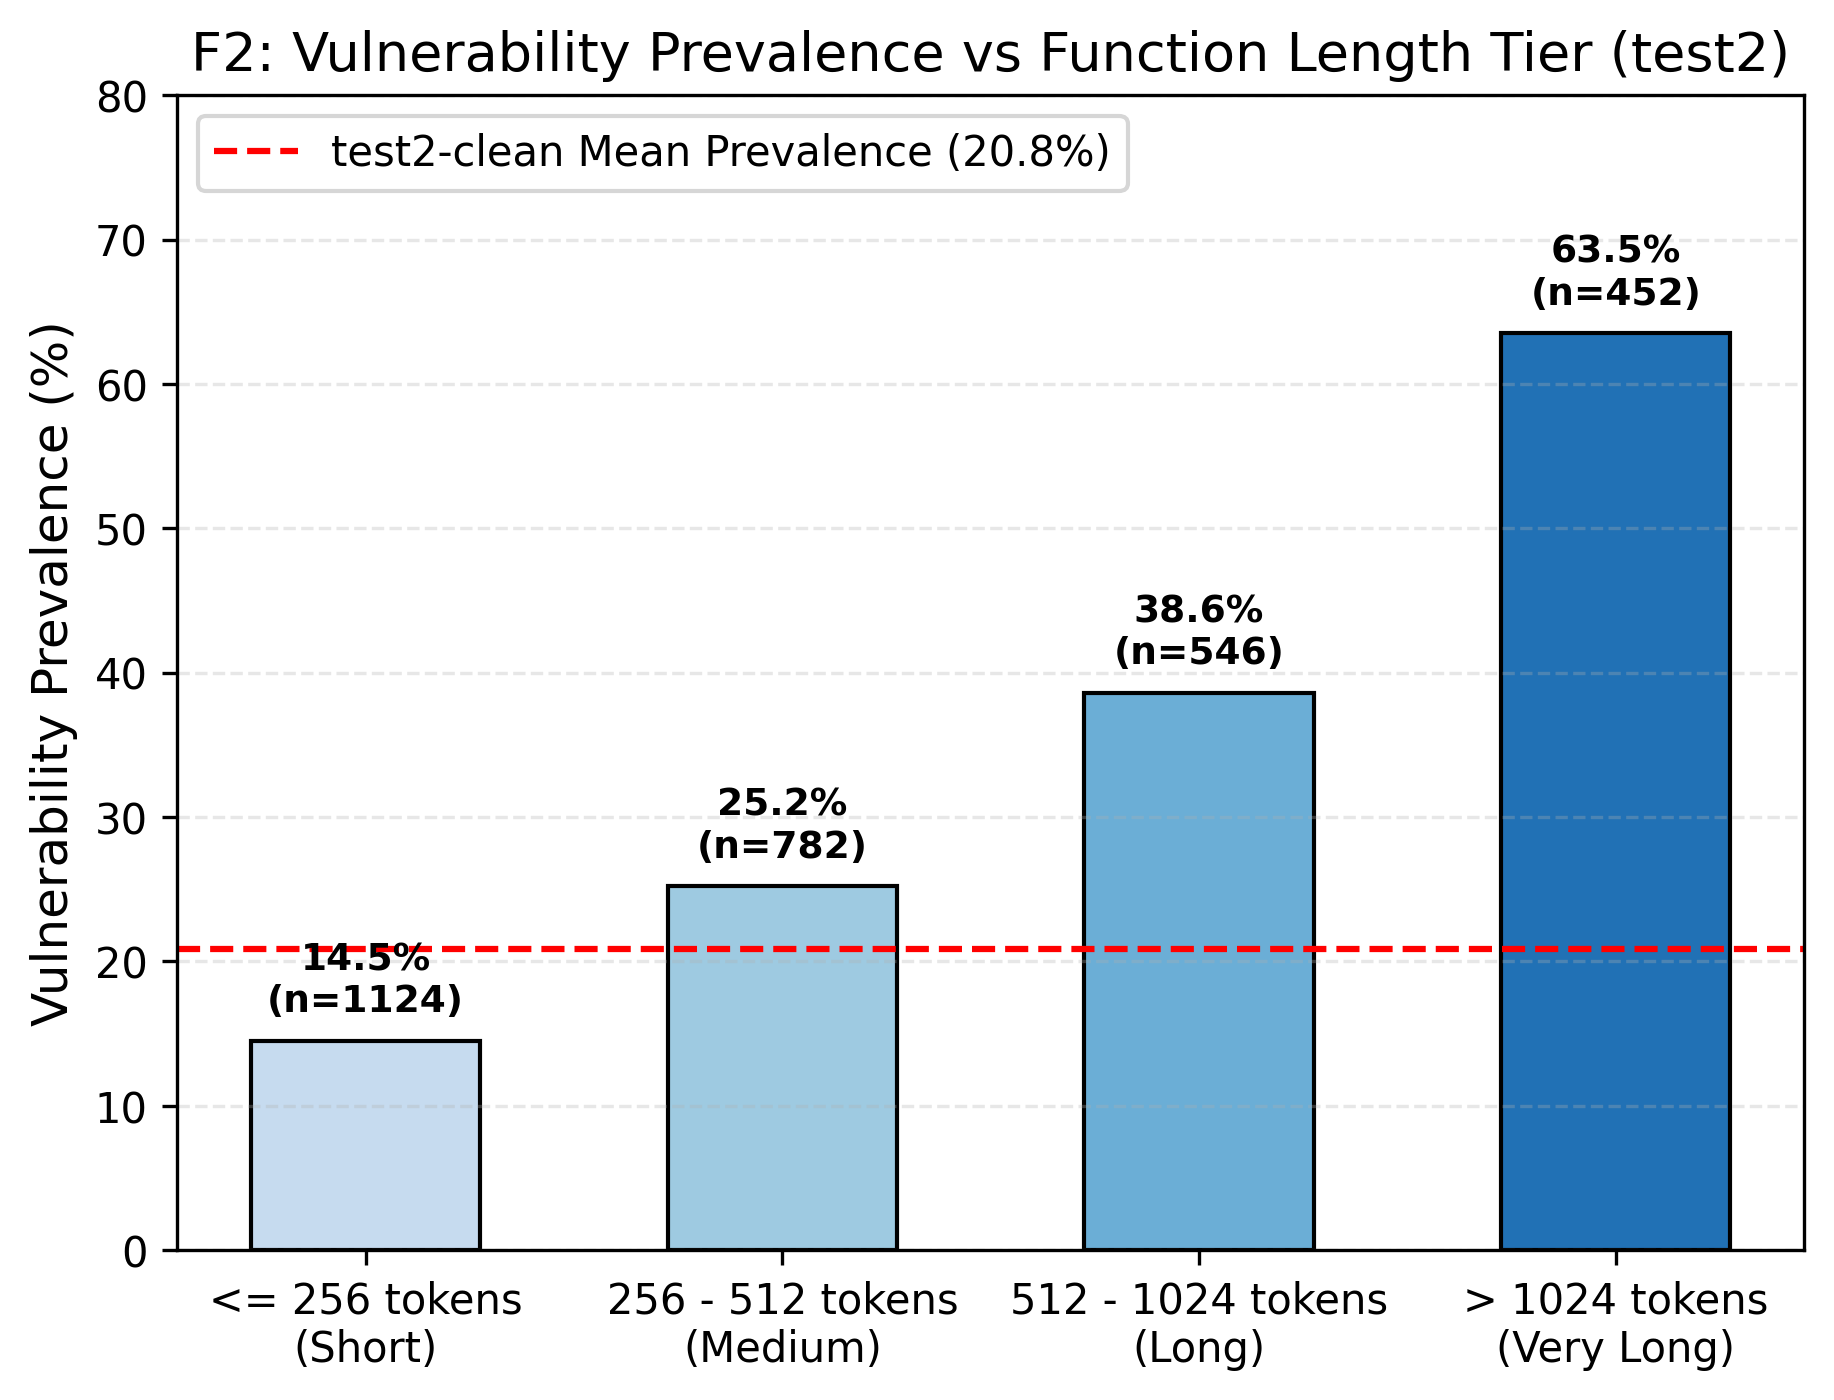 F2: Vulnerability Prevalence vs Function Length Tier (test2)
test2-clean Mean Prevalence (20.8%)
Vulnerability Prevalence (%)
80
70
60
50
40
30
20
10
0
14.5%
(n=1124)
25.2%
(n=782)
38.6%
(n=546)
63.5%
(n=452)
<= 256 tokens
(Short)
256 - 512 tokens
(Medium)
512 - 1024 tokens
(Long)
> 1024 tokens
(Very Long)